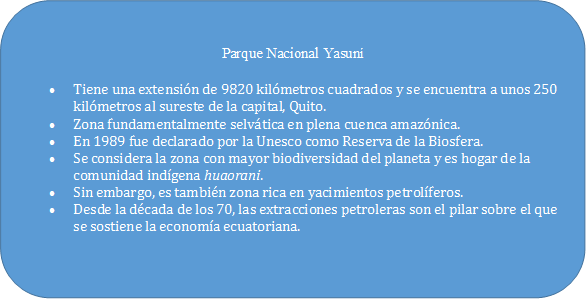 Parque Nacional Yasuni
• Tiene una extensión de 9820 kilómetros cuadrados y se encuentra a unos 250
kilómetros al sureste de la capital, Quito.
• Zona fundamentalmente selvática en plena cuenca amazónica.
• En 1989 fue declarado por la Unesco como Reserva de la Biosfera.
• Se considera la zona con mayor biodiversidad del planeta y es hogar de la
comunidad indígena huaorani.
• Sin embargo, es también zona rica en yacimientos petrolíferos.
• Desde la década de los 70, las extracciones petroleras son el pilar sobre el que
se sostiene la economía ecuatoriana.